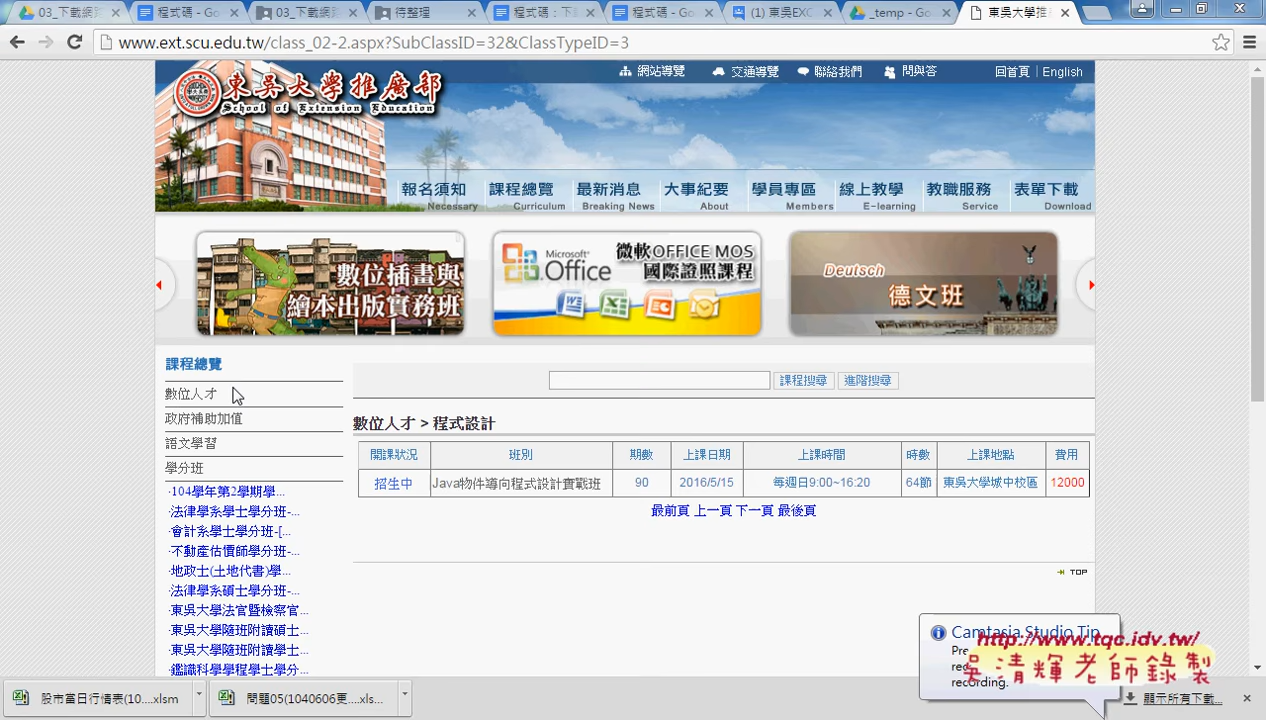 03_下載網頁
程式碼 - Go
03_下載網
待整理
程式碼：下
程式碼 - Go
(1) 東吳EXC
_temp - Go
東吳大學推
www.ext.scu.edu.tw/class_02-2.aspx?SubClassID=32&ClassTypeID=3
東吳大學推廣部
School of Extension Education
網站導覽 交通導覽 聯絡我們 問與答 回首頁 | English
報名須知 課程總覽 最新消息 大事紀要 學員專區 線上教學 教職服務 表單下載
Necessary Curriculum Breaking News About Members E-learning Service Download
數位插畫與
繪本出版實務班
Microsoft
Office
微軟OFFICE MOS
國際證照課程
Deutsch
德文班
課程總覽
數位人才
政府補助加值
語文學習
學分班
·104學年第2學期學...
·法律學系學士學分班-...
·會計系學士學分班-[...
·不動產估價師學分班-...
·地政士(土地代書)學...
·法律學系碩士學分班-...
·東吳大學法官暨檢察官...
·東吳大學隨班附讀碩士...
·東吳大學隨班附讀學士...
·鑑識科學學程學士學分...
課程搜尋 進階搜尋
數位人才 > 程式設計
開課狀況 班別 期數 上課日期 上課時間 時數 上課地點 費用
招生中 Java物件導向程式設計實戰班 90 2016/5/15 每週日9:00~16:20 64節 東吳大學城中校區 12000
最前頁 上一頁 下一頁 最後頁
TOP
Camtasia Studio Tip
recording.
http://www.tqc.idv.tw/
吳清輝老師錄製
股市當日行情表(10....xlsm
問題05(1040606更....xls...
顯示所有下載...